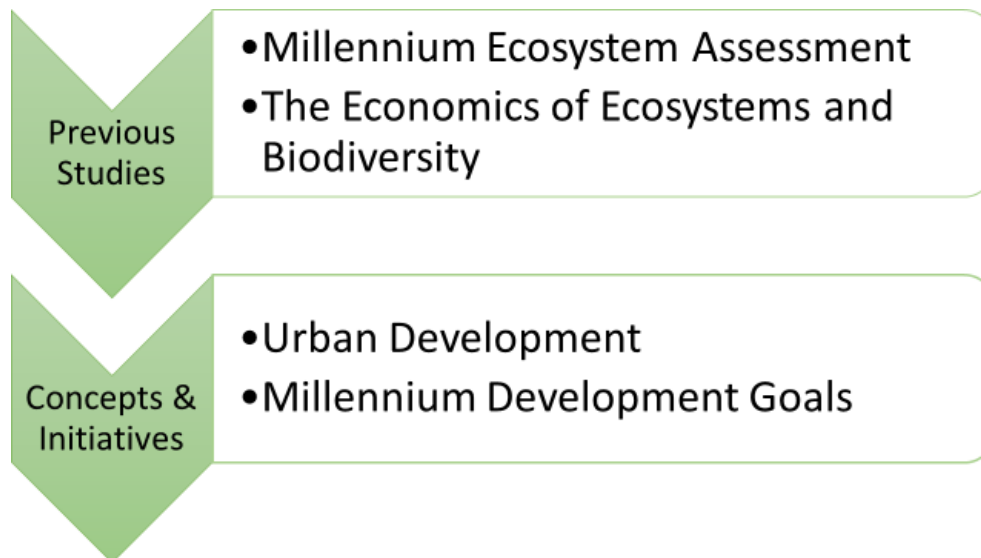 Previous
Studies
•Millennium Ecosystem Assessment
•The Economics of Ecosystems and
Biodiversity
Concepts &
Initiatives
•Urban Development
•Millennium Development Goals